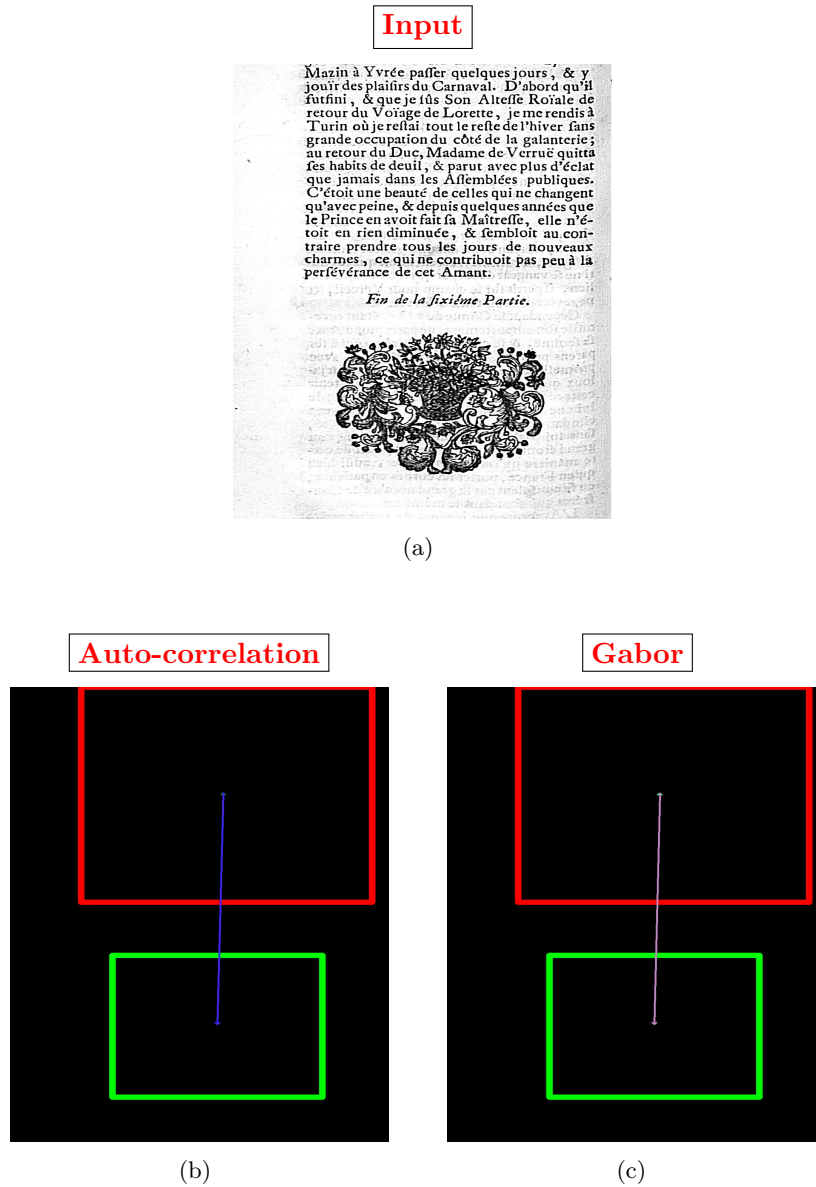 Input
Mazin à Yvrée paſſer quelques jours, & y
jouïr des plaiſirs du Carnaval. D'abord qu'il
futfini, & que je fûs Son Alteſſe Roïale de
retour du Voïage de Lorette, je me rendis à
Turin où je reſtai tout le reſte de l'hiver ſans
grande occupation du côté de la galanterie;
au retour du Duc, Madame de Verruë quitta
ſes habits de deuil, & parut avec plus d'éclat
que jamais dans les Aſſemblées publiques.
C'étoit une beauté de celles qui ne changent
qu'avec peine, & depuis quelques années que
le Prince en avoit fait ſa Maîtreſſe, elle n'é-
toit en rien diminuée, & ſembloit au con-
traire prendre tous les jours de nouveaux
charmes, ce qui ne contribuoit pas peu à la
perſévérance de cet Amant.
Fin de la ſixiéme Partie.
(a)
Auto-correlation
Gabor
(b)
(c)